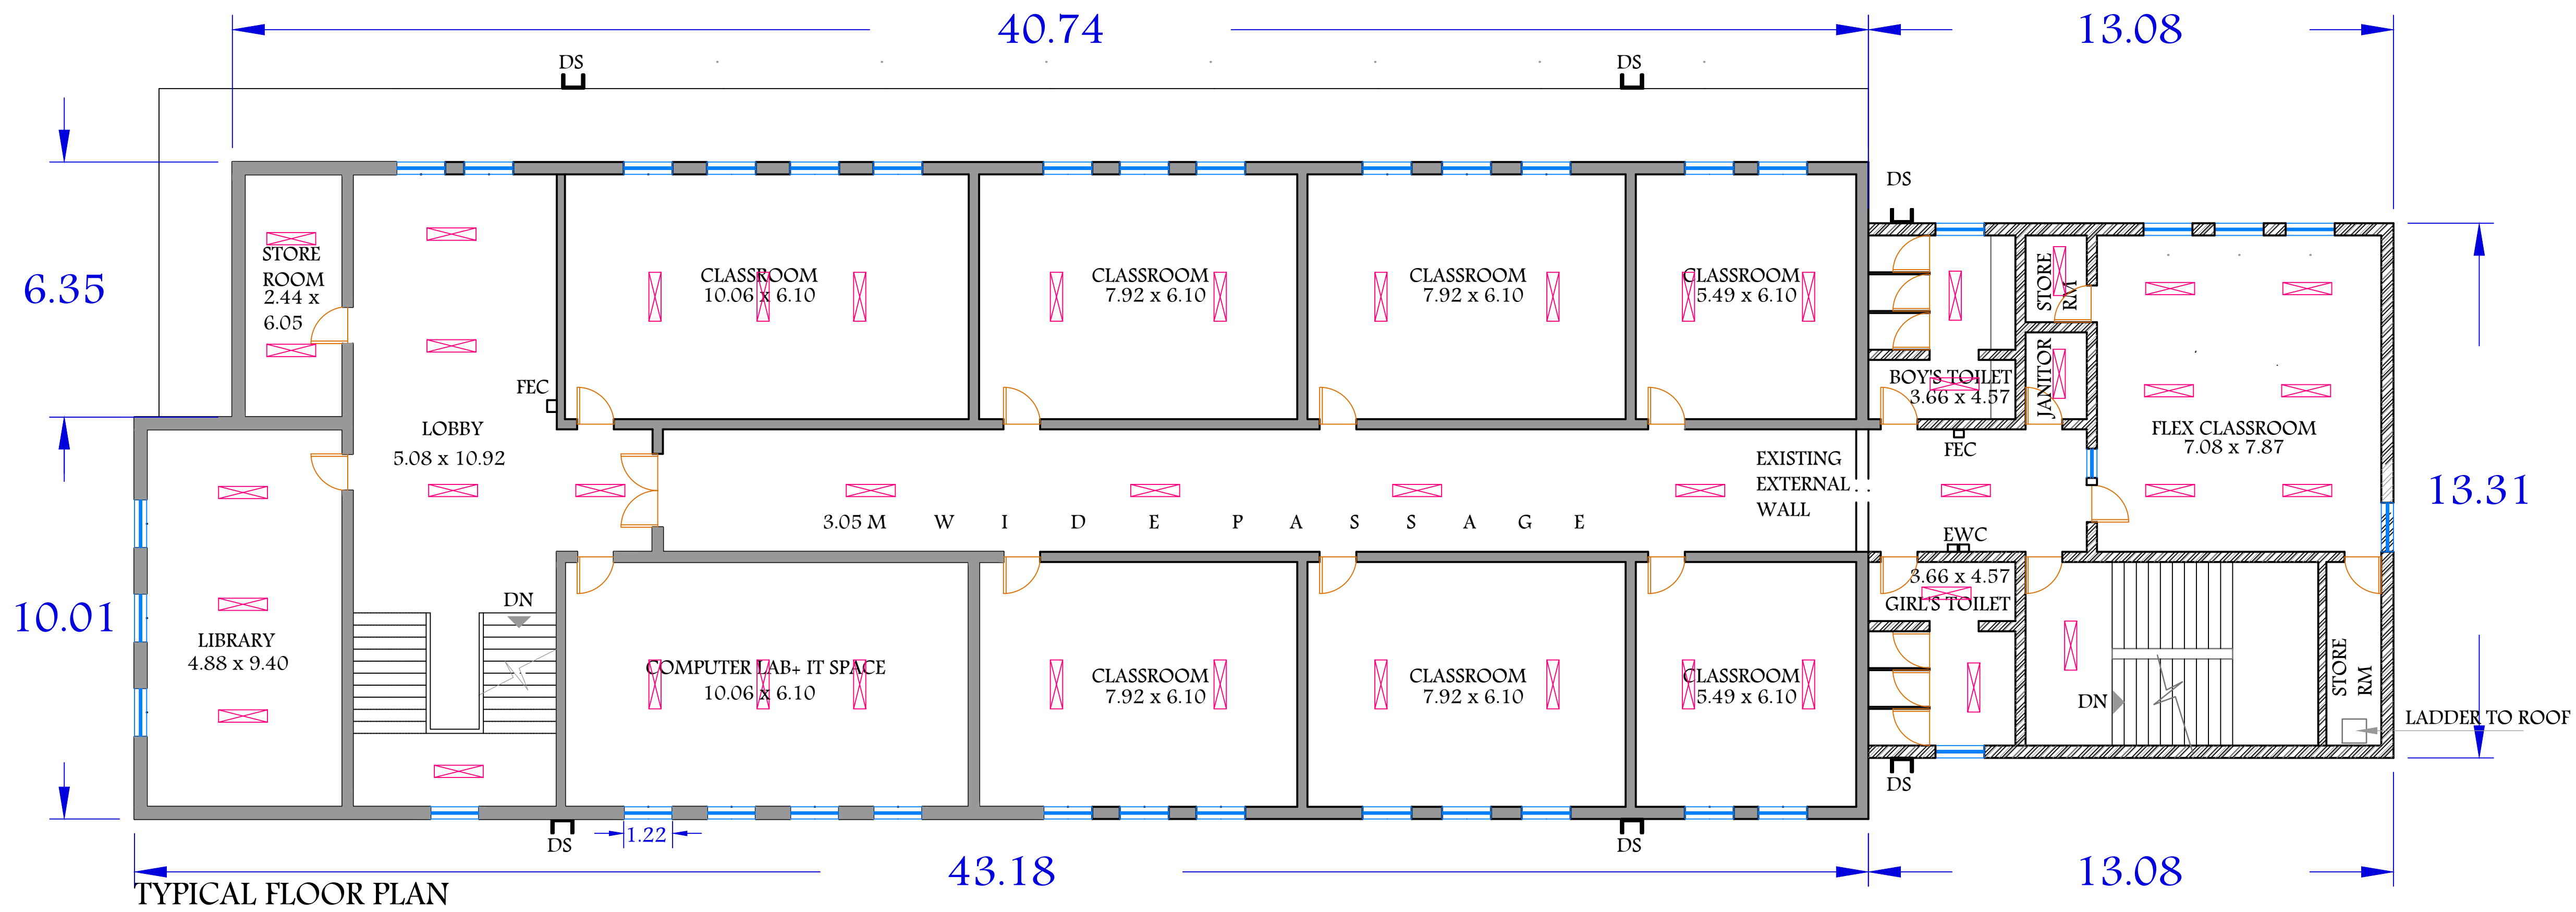 40.74
13.08
DS
DS
DS
6.35
STORE
ROOM
2.44 x
6.05
CLASSROOM
10.06 x 6.10
CLASSROOM
7.92 x 6.10
CLASSROOM
7.92 x 6.10
CLASSROOM
5.49 x 6.10
STORE
RM
JANITOR
BOY'S TOILET
3.66 x 4.57
FEC
LOBBY
5.08 x 10.92
FLEX CLASSROOM
7.08 x 7.87
FEC
EXISTING
EXTERNAL
WALL
13.31
3.05 M W I D E P A S S A G E
EWC
3.66 x 4.57
GIRL'S TOILET
10.01
DN
LIBRARY
4.88 x 9.40
COMPUTER LAB+ IT SPACE
10.06 x 6.10
CLASSROOM
7.92 x 6.10
CLASSROOM
7.92 x 6.10
CLASSROOM
5.49 x 6.10
DN
STORE
RM
LADDER TO ROOF
DS
DS
1.22
DS
43.18
13.08
TYPICAL FLOOR PLAN